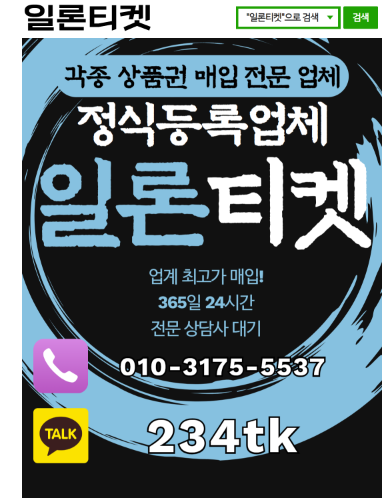 일론티켓
"일론티켓"으로 검색
검색
각종 상품권 매입 전문 업체
정식등록업체
일론티켓
업계 최고가 매입!
365일 24시간
전문 상담사 대기
010-3175-5537
TALK
234tk